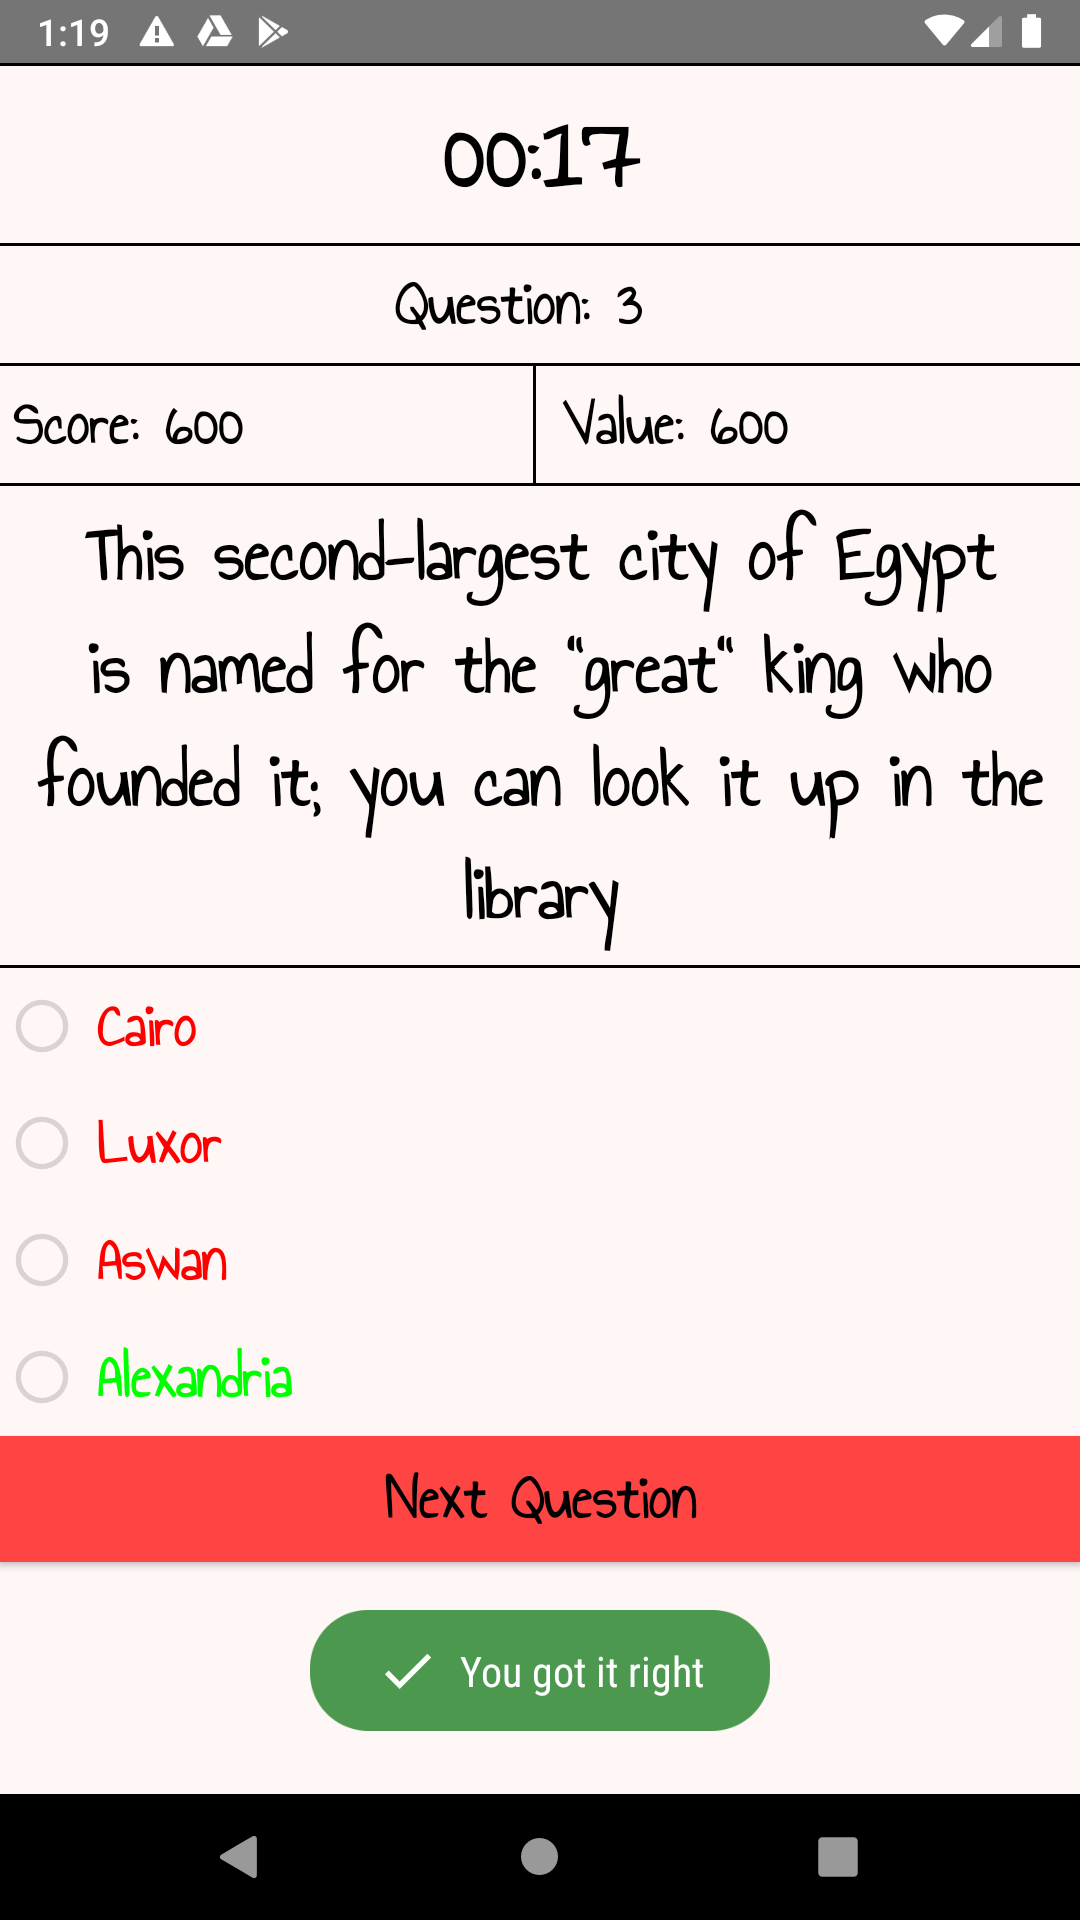 1:19
00:17
Question: 3
Score: 600
Value: 600
This second-largest city of Egypt
is named for the "great" king who
founded it; you can look it up in the
library
Cairo
Luxor
Aswan
Alexandria
Next Question
You got it right